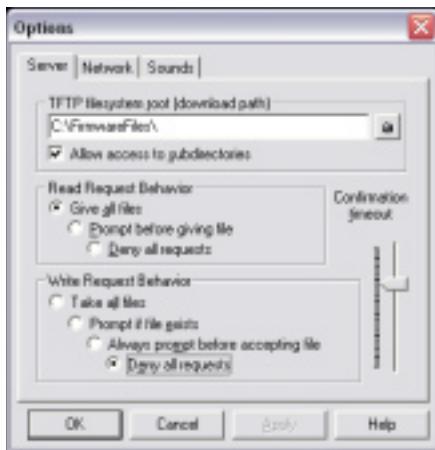 Options
Server Network Sounds
TFTP filesystem root (download path)
C:\FirmwareFiles\
Allow access to subdirectories
Read Request Behavior
Give all files
Prompt before giving file
Deny all requests
Confirmation
timeout
Write Request Behavior
Take all files
Prompt if file exists
Always prompt before accepting file
Deny all requests
OK Cancel Apply Help